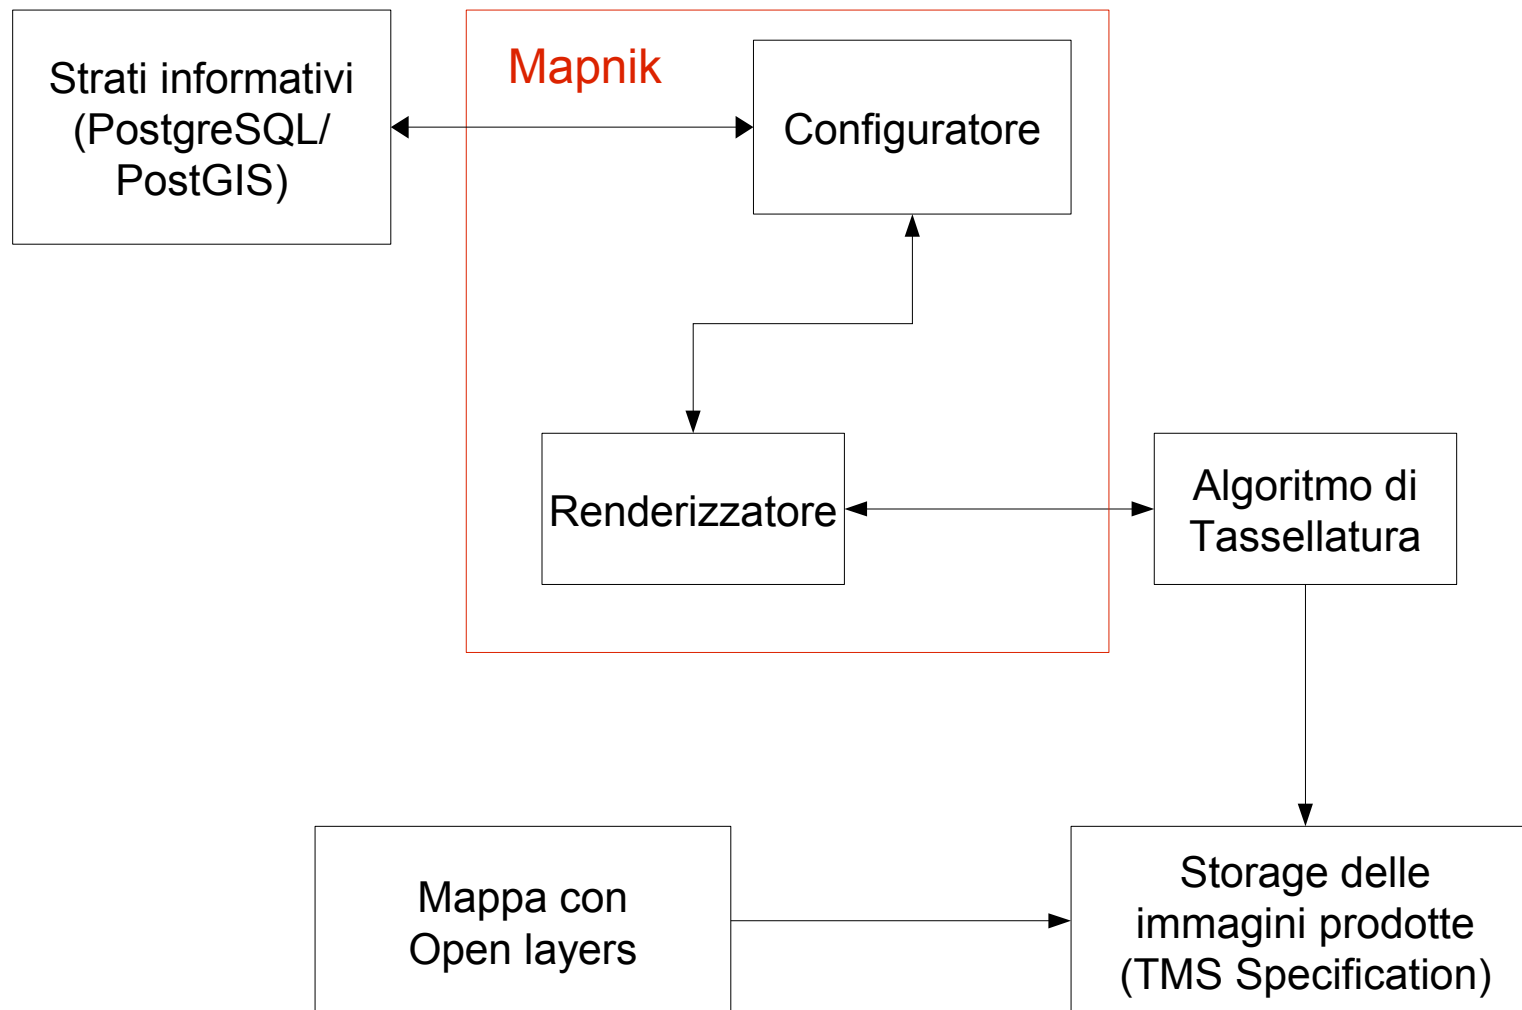 Strati informativi
(PostgreSQL/
PostGIS)
Mapnik
Configuratore
Renderizzatore
Algoritmo di
Tassellatura
Mappa con
Open layers
Storage delle
immagini prodotte
(TMS Specification)